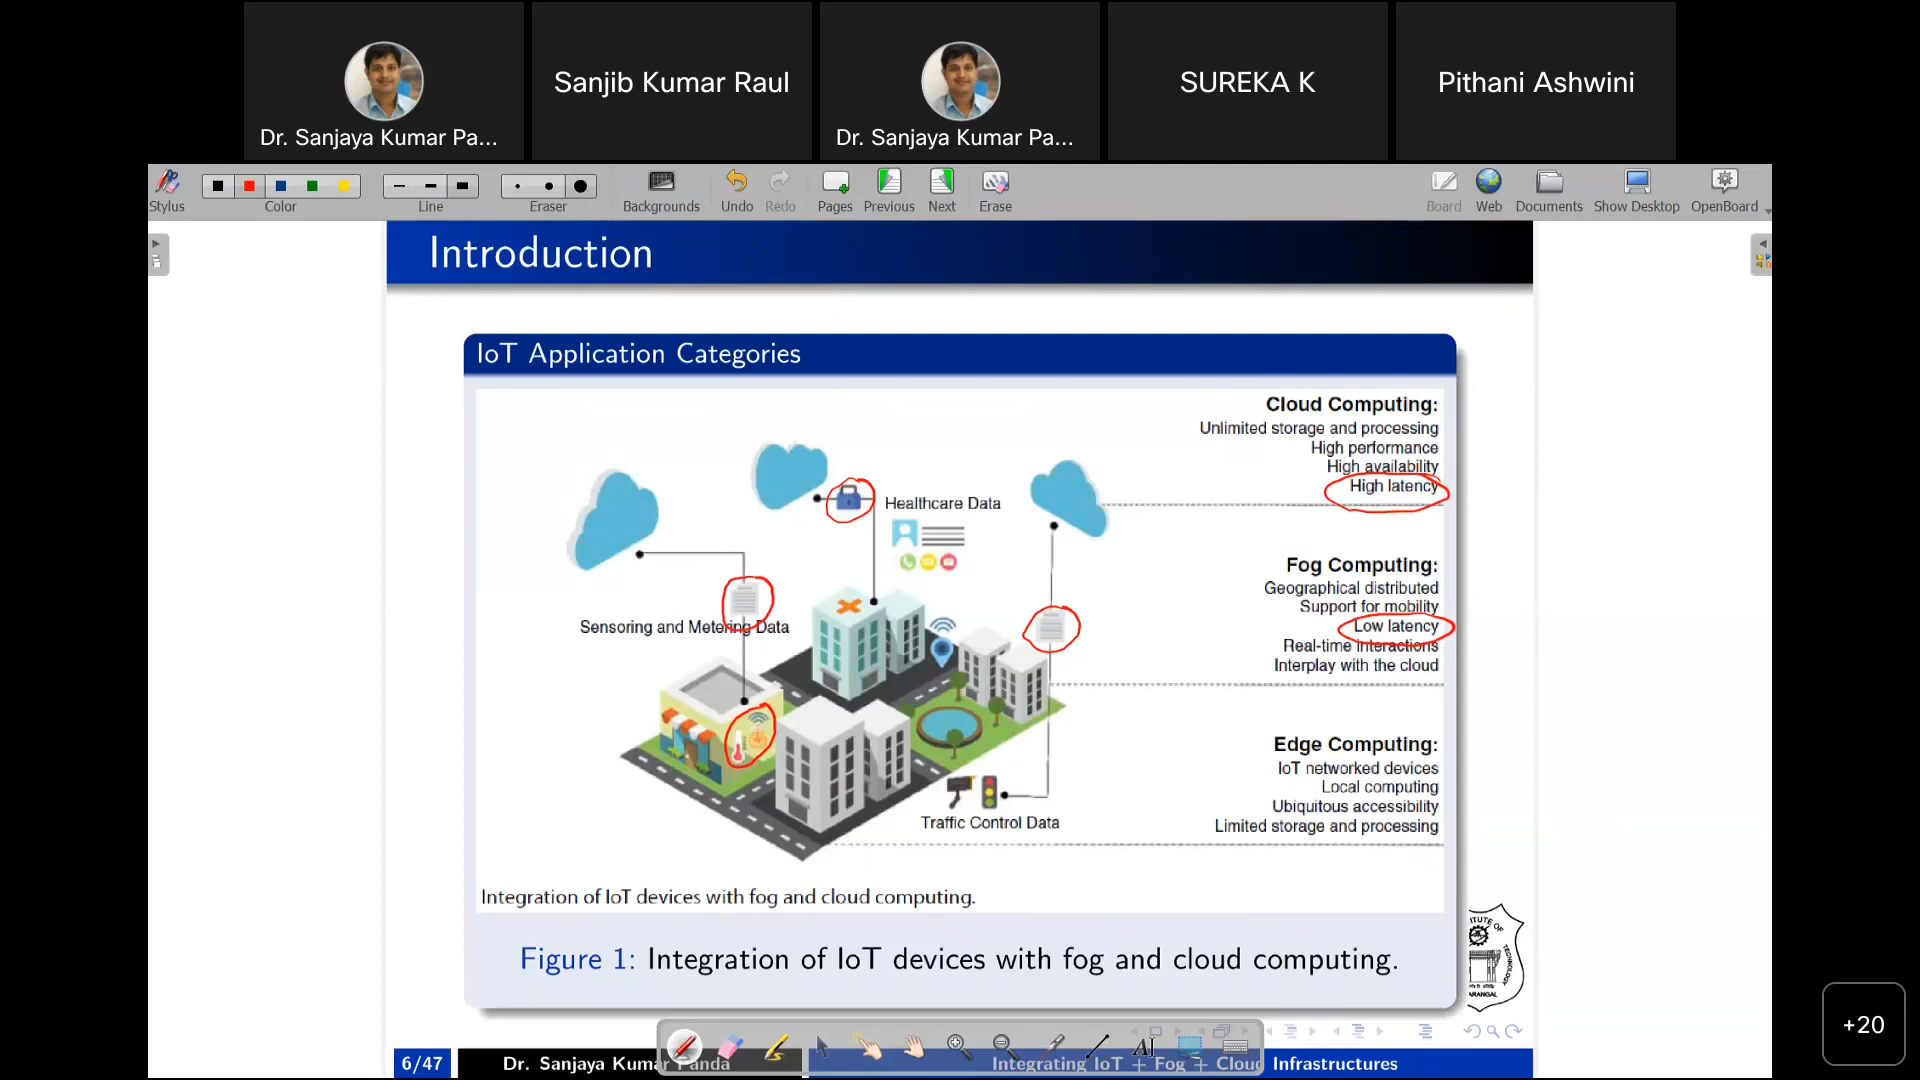 Dr. Sanjaya Kumar Pa...
Sanjib Kumar Raul
Dr. Sanjaya Kumar Pa...
SUREKA K
Pithani Ashwini
Stylus
Color
Line
Eraser
Backgrounds
Undo
Redo
Pages
Previous
Next
Erase
Board
Web
Documents
Show Desktop
OpenBoard
Introduction
IoT Application Categories
Cloud Computing:
Unlimited storage and processing
High performance
High availability
High latency
Healthcare Data
Fog Computing:
Geographical distributed
Support for mobility
Low latency
Real-time interactions
Interplay with the cloud
Sensoring and Metering Data
Edge Computing:
IoT networked devices
Local computing
Ubiquitous accessibility
Limited storage and processing
Traffic Control Data
Integration of IoT devices with fog and cloud computing.
Figure 1: Integration of IoT devices with fog and cloud computing.
+20
6/47
Dr. Sanjaya Kumar Panda
Integrating IoT + Fog + Cloud Infrastructures